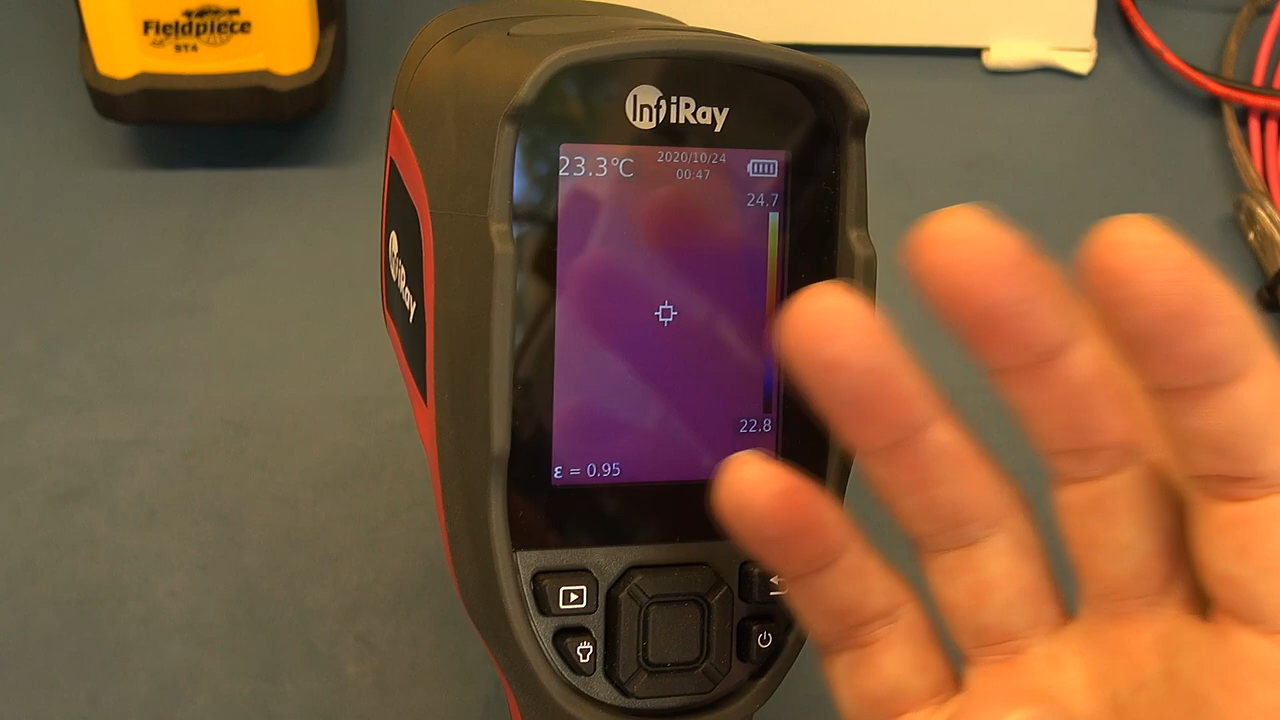 Fieldpiece
ST4
InfiRay
23.3°C
2020/10/24
00:47
24.7
22.8
ε = 0.95
InfiRay